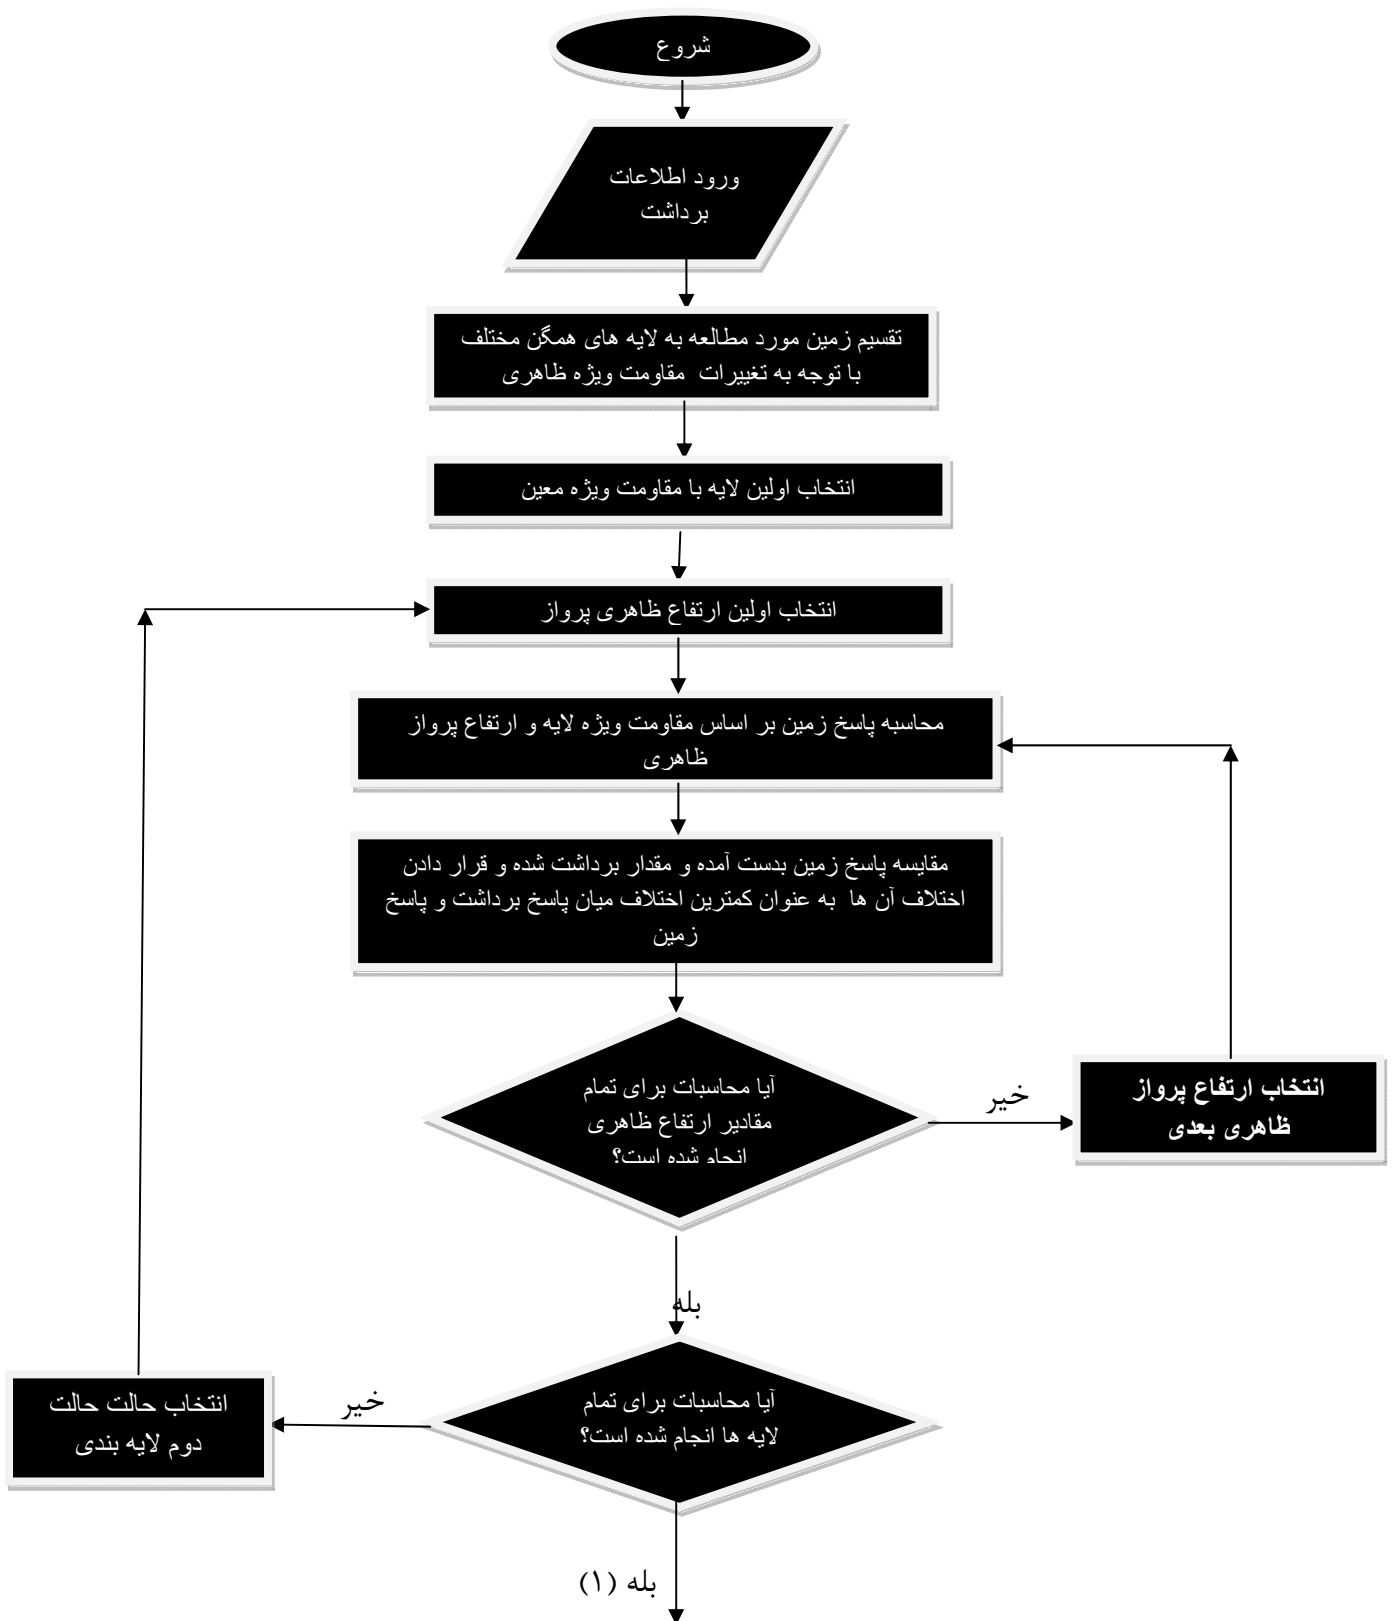 شروع
ورود اطلاعات
برداشت
تقسیم زمین مورد مطالعه به لایه های همگن مختلف
با توجه به تغییرات مقاومت ویژه ظاهری
انتخاب اولین لایه با مقاومت ویژه معین
انتخاب اولین ارتفاع ظاهری پرواز
محاسبه پاسخ زمین بر اساس مقاومت ویژه لایه و ارتفاع پرواز
ظاهری
مقایسه پاسخ زمین بدست آمده و مقدار برداشت شده و قرار دادن
اختلاف آن ها به عنوان کمترین اختلاف میان پاسخ برداشت و پاسخ
زمین
آیا محاسبات برای تمام
مقادیر ارتفاع ظاهری
انجام شده است؟
خیر
انتخاب ارتفاع پرواز
ظاهری بعدی
بله
آیا محاسبات برای تمام
لایه ها انجام شده است؟
خیر
انتخاب حالت حالت
دوم لایه بندی
بله (۱)